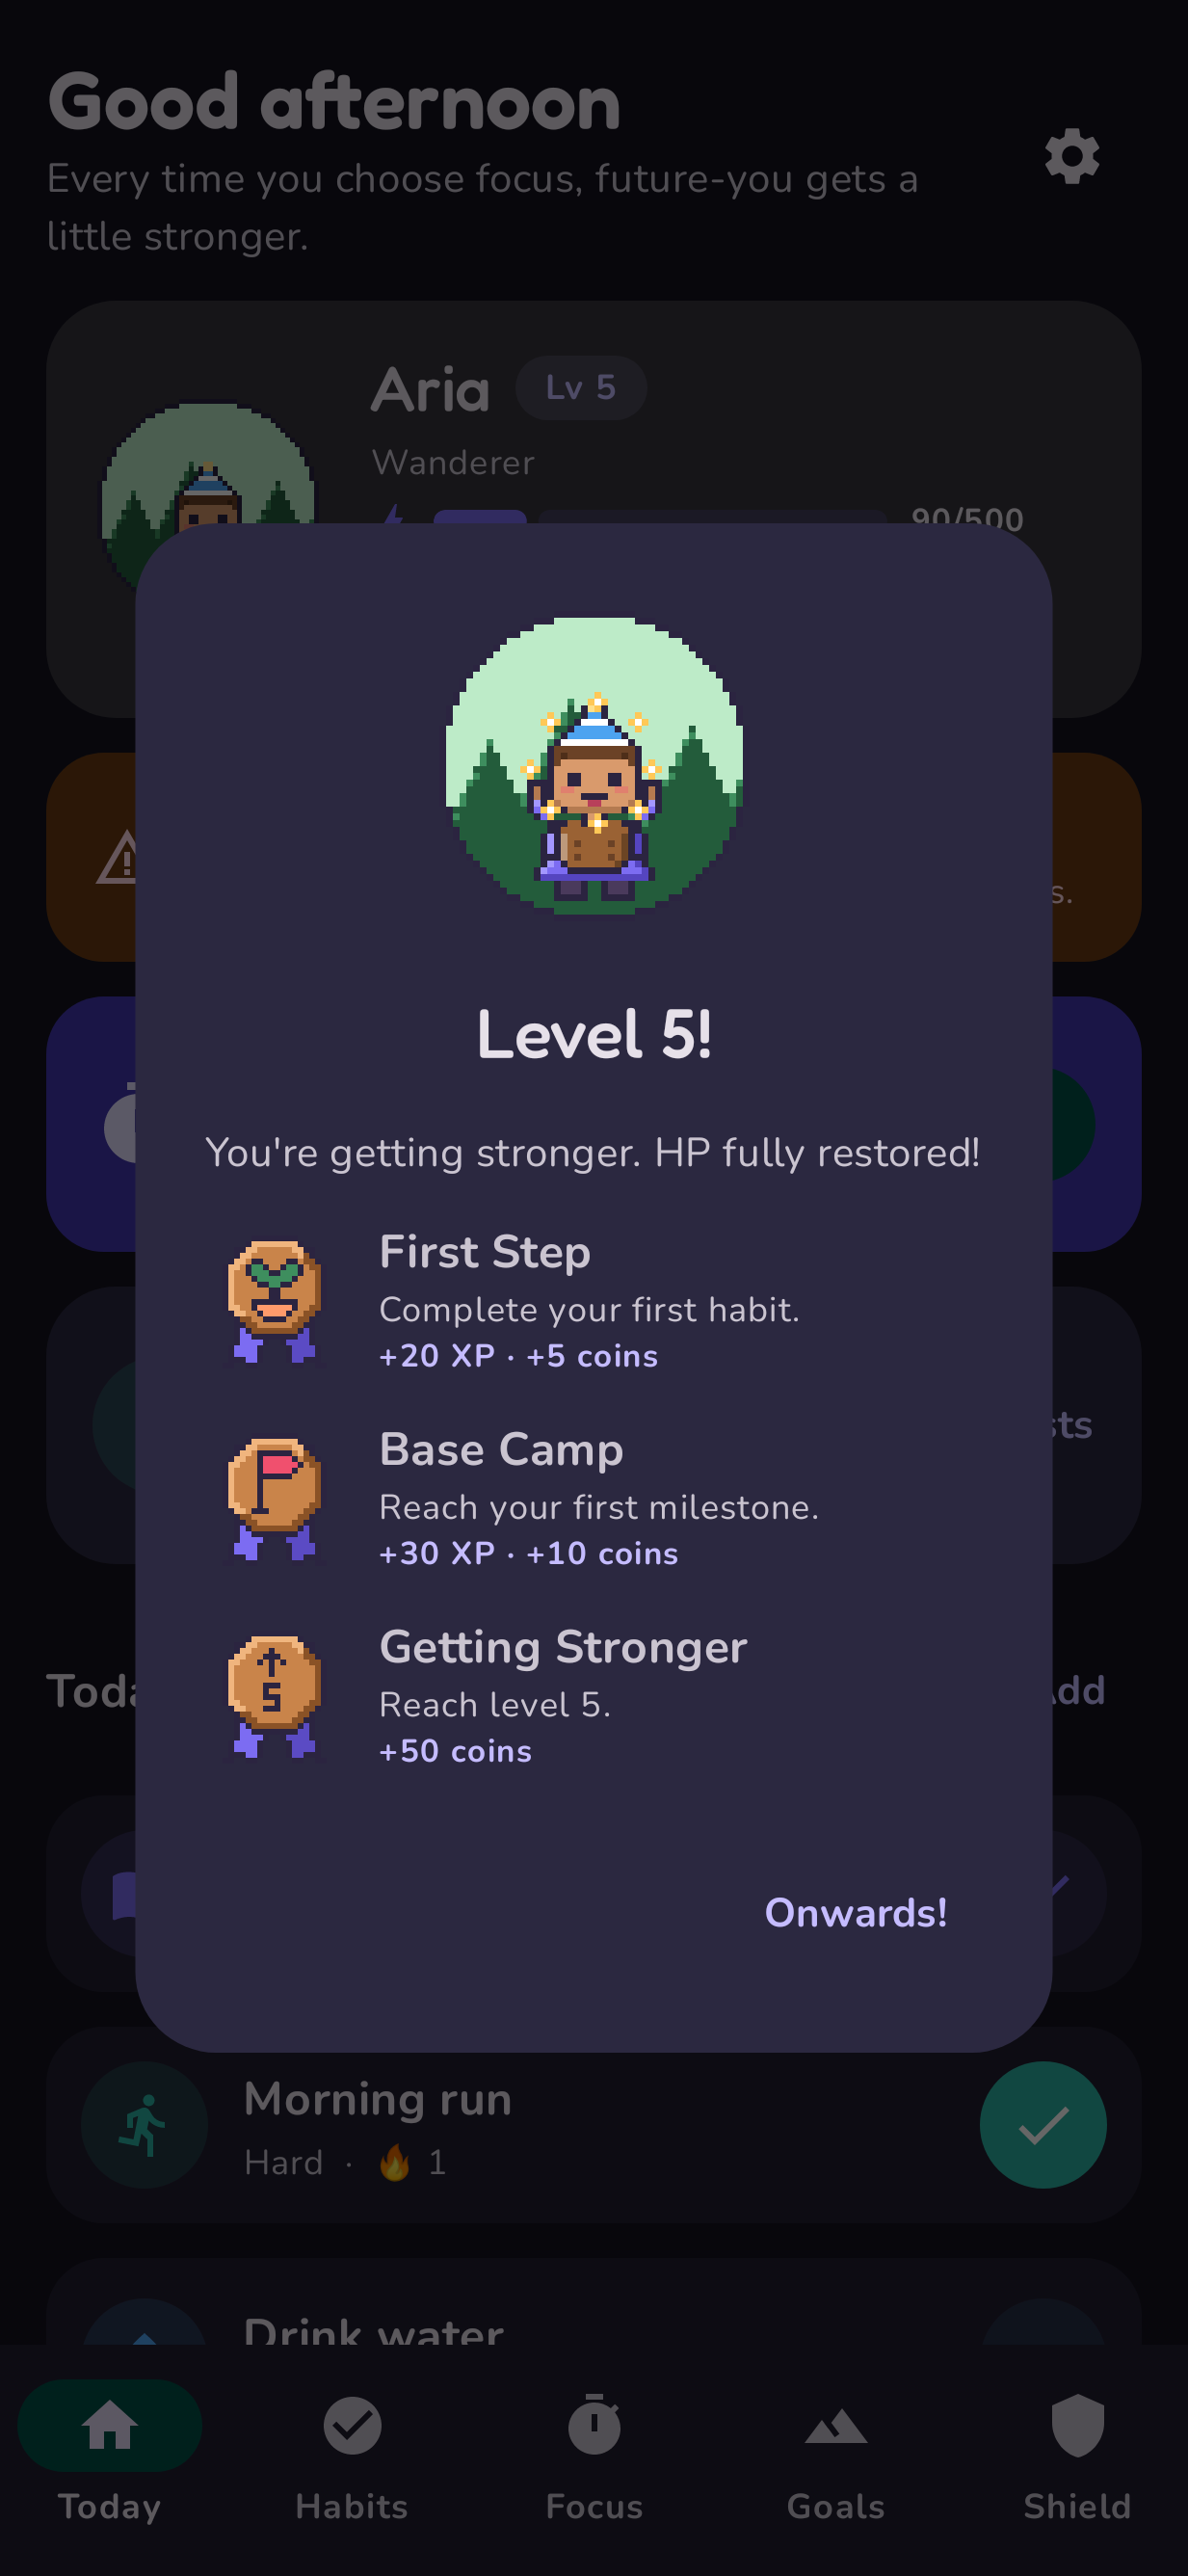 Good afternoon
Every time you choose focus, future-you gets a
little stronger.
Aria
Lv 5
Wanderer
90/500
s.
Level 5!
You're getting stronger. HP fully restored!
First Step
Complete your first habit.
+20 XP · +5 coins
Base Camp
Reach your first milestone.
+30 XP · +10 coins
5
Getting Stronger
Reach level 5.
+50 coins
Onwards!
Morning run
Hard · 🔥 1
Drink water
Today
Habits
Focus
Goals
Shield